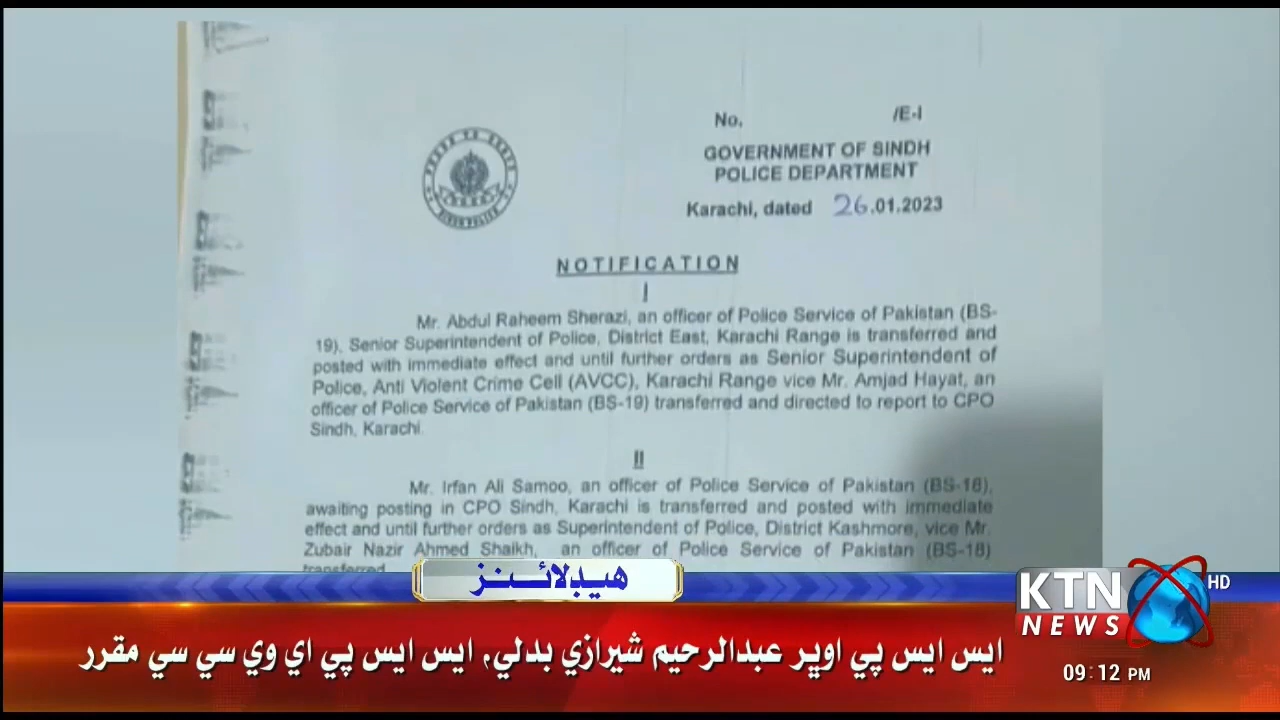 No. /E-I
GOVERNMENT OF SINDH
POLICE DEPARTMENT
Karachi, dated 26.01.2023
NOTIFICATION
I
Mr. Abdul Raheem Sherazi, an officer of Police Service of Pakistan (BS-
19), Senior Superintendent of Police, District East, Karachi Range is transferred and
posted with immediate effect and until further orders as Senior Superintendent of
Police, Anti Violent Crime Cell (AVCC), Karachi Range vice Mr. Amjad Hayat, an
officer of Police Service of Pakistan (BS-19) transferred and directed to report to CPO
Sindh, Karachi.
II
Mr. Irfan Ali Samoo, an officer of Police Service of Pakistan (BS-18),
awaiting posting in CPO Sindh, Karachi is transferred and posted with immediate
effect and until further orders as Superintendent of Police, District Kashmore, vice Mr.
Zubair Nazir Ahmed Shaikh, an officer of Police Service of Pakistan (BS-18)
transferred
هيڊلائنز
KTN HD
NEWS
ايس ايس پي اوير عبدالرحيم شيرازي بدلي، ايس ايس پي اي وي سي سي مقرر
09:12 PM